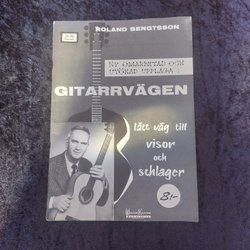 ROLAND BENGTSSON
NY OMARBETAD OCH
UTÖKAD UPPLAGA !
GITARRVÄGEN
lätt väg till
visor
och
schlager
8:-